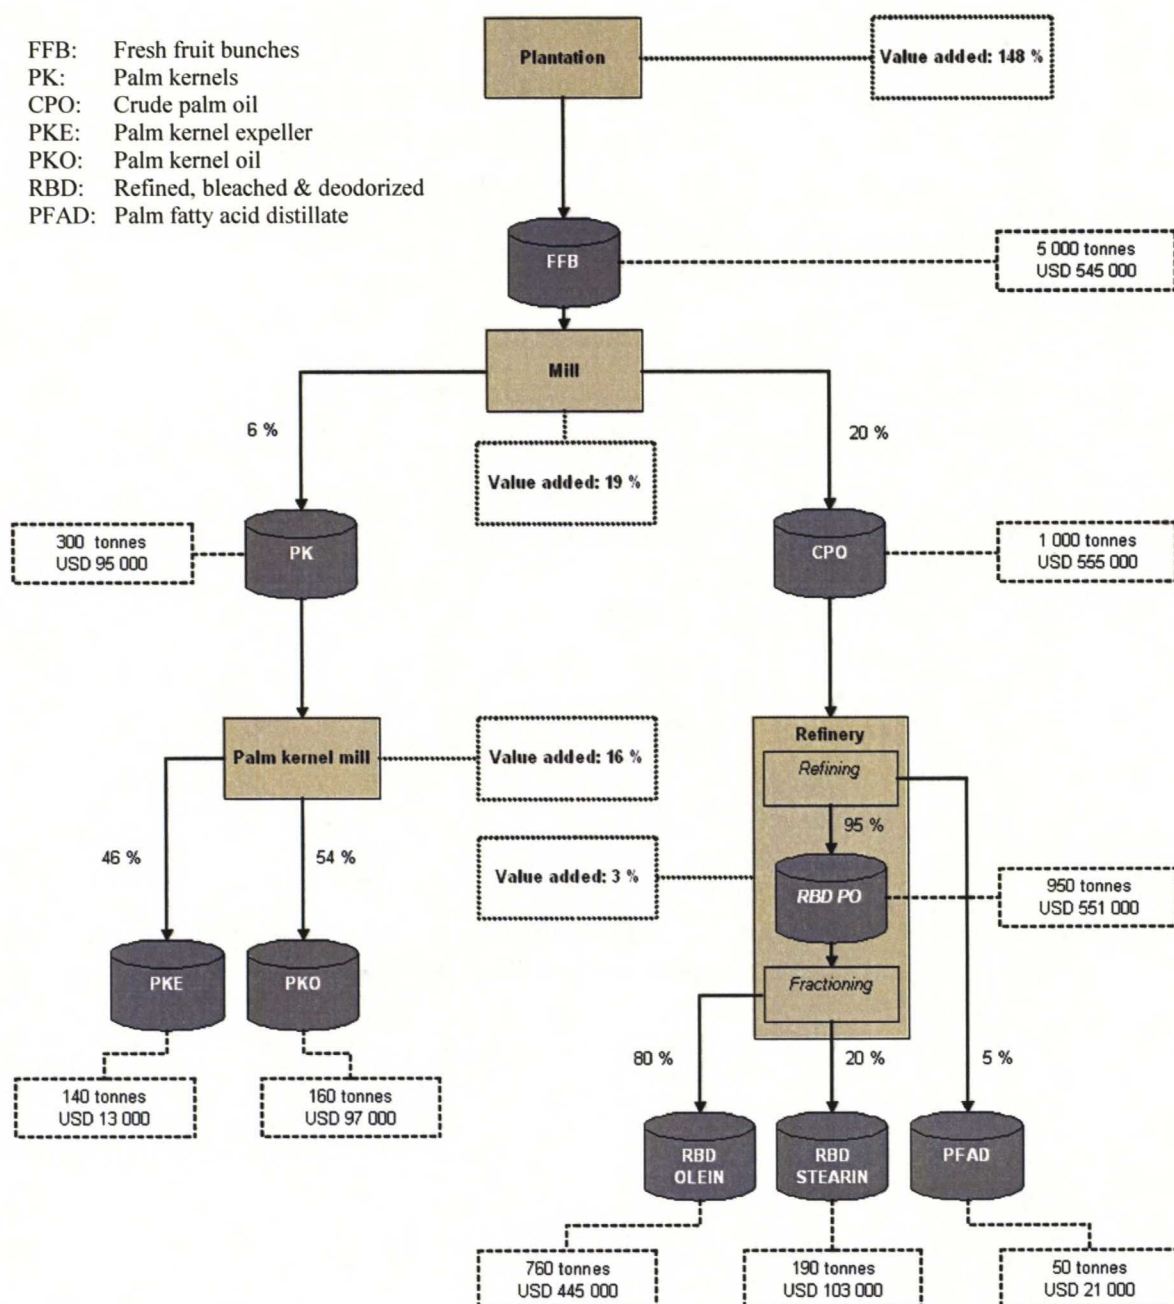 FFB: Fresh fruit bunches
PK: Palm kernels
CPO: Crude palm oil
PKE: Palm kernel expeller
PKO: Palm kernel oil
RBD: Refined, bleached & deodorized
PFAD: Palm fatty acid distillate
Plantation
Value added: 148 %
FFB
5 000 tonnes
USD 545 000
Mill
6 %
20 %
Value added: 19 %
300 tonnes
USD 95 000
PK
CPO
1 000 tonnes
USD 555 000
Palm kernel mill
Value added: 16 %
Refinery
Refining
46 %
54 %
95 %
Value added: 3 %
RBD PO
950 tonnes
USD 551 000
PKE
PKO
Fractioning
80 %
20 %
5 %
140 tonnes
USD 13 000
160 tonnes
USD 97 000
RBD
OLEIN
RBD
STEARIN
PFAD
760 tonnes
USD 445 000
190 tonnes
USD 103 000
50 tonnes
USD 21 000